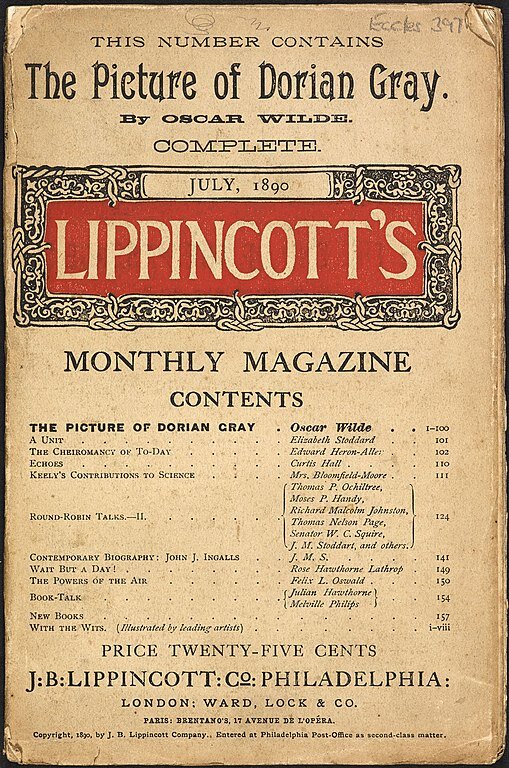 Eccles 397
THIS NUMBER CONTAINS
The Picture of Dorian Gray.
By OSCAR WILDE.
COMPLETE.
JULY, 1890
LIPPINCOTT'S
MONTHLY MAGAZINE
CONTENTS
THE PICTURE OF DORIAN GRAY . Oscar Wilde . . 1-100
A UNIT . . . . . . . . Elizabeth Stoddard . 101
THE CHEIROMANCY OF TO-DAY . . . . Edward Heron-Allen 102
ECHOES . . . . . . . . Curtis Hall . . . 110
KEELY'S CONTRIBUTIONS TO SCIENCE . . . Mrs. Bloomfield-Moore . 111
Thomas P. Ochiltree,
Moses P. Handy,
Richard Malcolm Johnston,
ROUND-ROBIN TALKS.—II. . . . . . Thomas Nelson Page, 124
Senator W. C. Squire,
J. M. Stoddart, and others.
CONTEMPORARY BIOGRAPHY: JOHN J. INGALLS . J. M. S. . . . 141
WAIT BUT A DAY! . . . . . . Rose Hawthorne Lathrop 149
THE POWERS OF THE AIR . . . . . Felix L. Oswald . . 150
BOOK-TALK . . . . . . . Julian Hawthorne 154
Melville Philips
NEW BOOKS . . . . . . . . . . 157
WITH THE WITS. (Illustrated by leading artists) . . . . i-viii
PRICE TWENTY-FIVE CENTS
J:B:LIPPINCOTT:Co:PHILADELPHIA:
LONDON: WARD, LOCK & CO.
PARIS: BRENTANO'S, 17 AVENUE DE L'OPÉRA.
Copyright, 1890, by J. B. Lippincott Company. Entered at Philadelphia Post-Office as second-class matter.